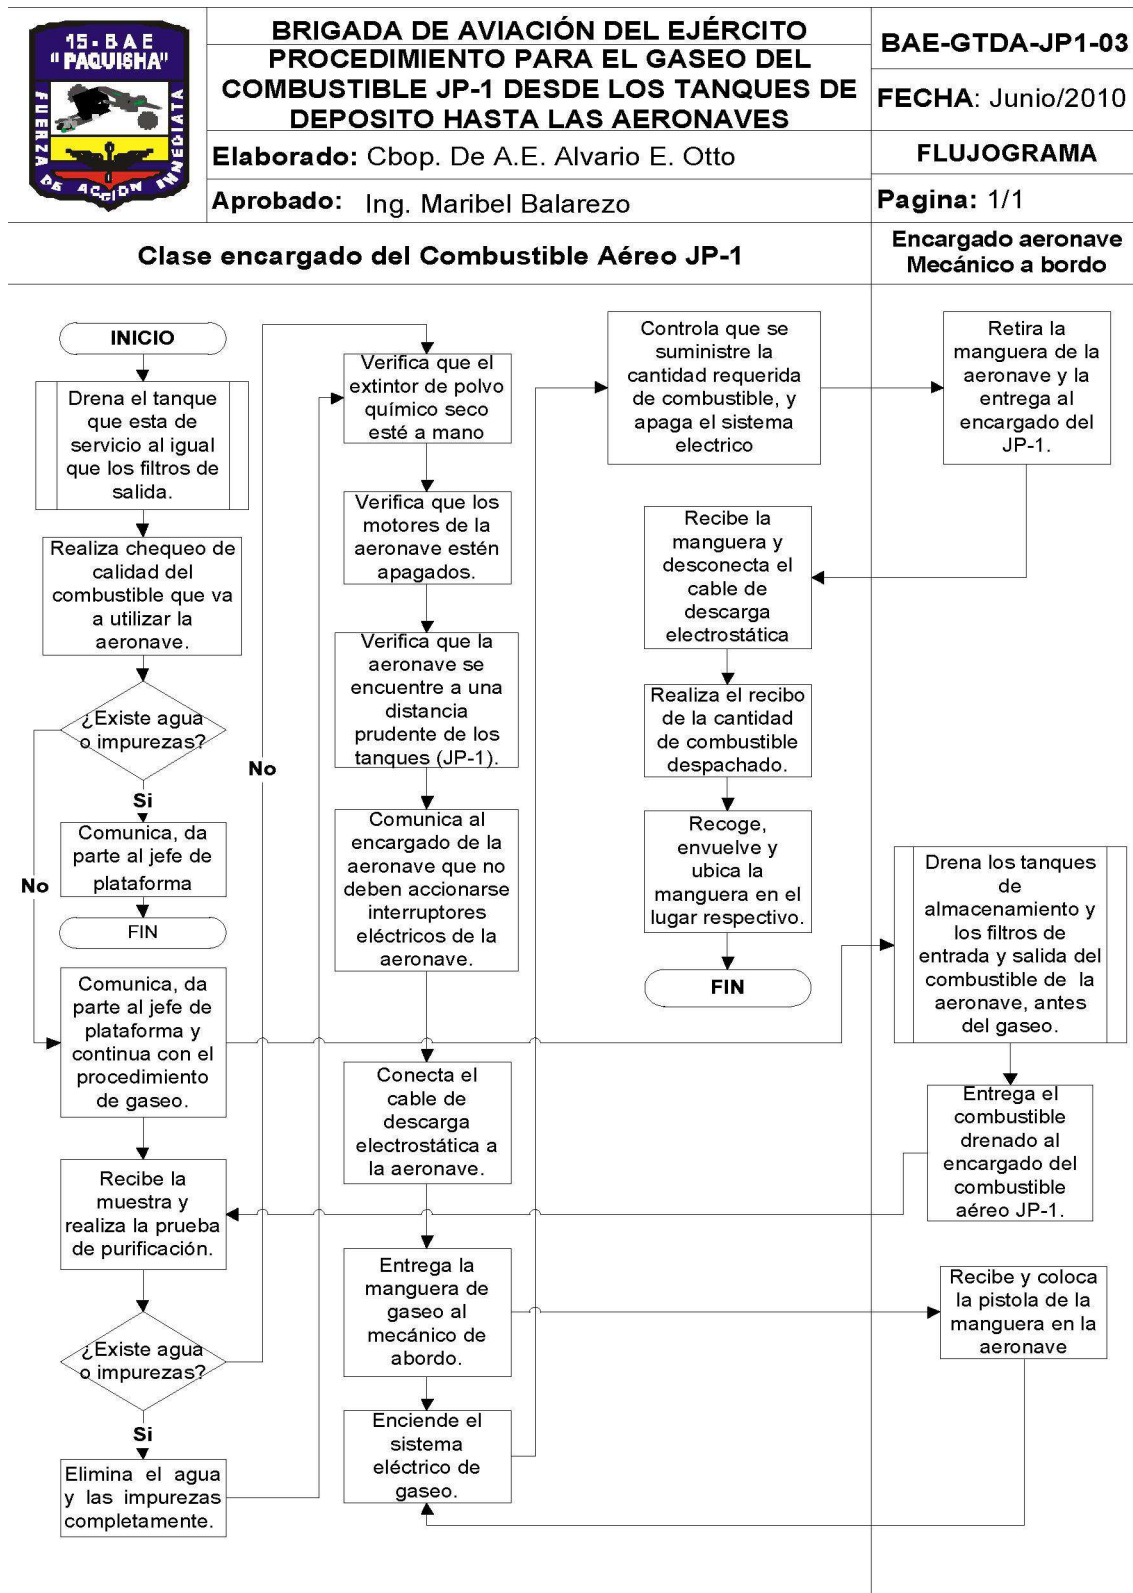 15 - B A E
"PAQUISHA"
FUERZA
DE ACCION
INMEDIATA
BRIGADA DE AVIACIÓN DEL EJÉRCITO
PROCEDIMIENTO PARA EL GASEO DEL
COMBUSTIBLE JP-1 DESDE LOS TANQUES DE
DEPOSITO HASTA LAS AERONAVES
Elaborado: Cbop. De A.E. Alvario E. Otto
Aprobado: Ing. Maribel Balarezo
BAE-GTDA-JP1-03
FECHA: Junio/2010
FLUJOGRAMA
Pagina: 1/1
Clase encargado del Combustible Aéreo JP-1
Encargado aeronave
Mecánico a bordo
INICIO
Drena el tanque
que esta de
servicio al igual
que los filtros de
salida.
Realiza chequeo de
calidad del
combustible que va
a utilizar la
aeronave.
¿Existe agua
o impurezas?
Si
No
Comunica, da
parte al jefe de
plataforma
FIN
Comunica, da
parte al jefe de
plataforma y
continua con el
procedimiento
de gaseo.
Recibe la
muestra y
realiza la prueba
de purificación.
¿Existe agua
o impurezas?
Si
No
Elimina el agua
y las impurezas
completamente.
Verifica que el
extintor de polvo
químico seco
esté a mano
Verifica que los
motores de la
aeronave estén
apagados.
Verifica que la
aeronave se
encuentre a una
distancia
prudente de los
tanques (JP-1).
Comunica al
encargado de la
aeronave que no
deben accionarse
interruptores
eléctricos de la
aeronave.
Conecta el
cable de
descarga
electrostática a
la aeronave.
Entrega la
manguera de
gaseo al
mecánico de
abordo.
Enciende el
sistema
eléctrico de
gaseo.
Controla que se
suministre la
cantidad requerida
de combustible, y
apaga el sistema
electrico
Recibe la
manguera y
desconecta el
cable de
descarga
electrostática
Realiza el recibo
de la cantidad
de combustible
despachado.
Recoge,
envuelve y
ubica la
manguera en el
lugar respectivo.
FIN
Retira la
manguera de la
aeronave y la
entrega al
encargado del
JP-1.
Drena los tanques
de
almacenamiento y
los filtros de
entrada y salida del
combustible de la
aeronave, antes
del gaseo.
Entrega el
combustible
drenado al
encargado del
combustible
aéreo JP-1.
Recibe y coloca
la pistola de la
manguera en la
aeronave